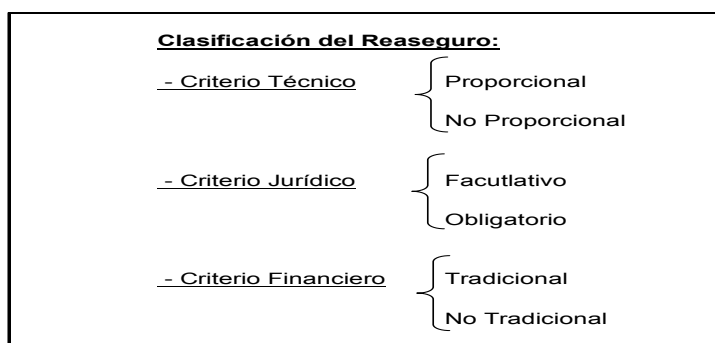 Clasificación del Reaseguro:
- Criterio Técnico
Proporcional
No Proporcional
- Criterio Jurídico
Facutlativo
Obligatorio
- Criterio Financiero
Tradicional
No Tradicional